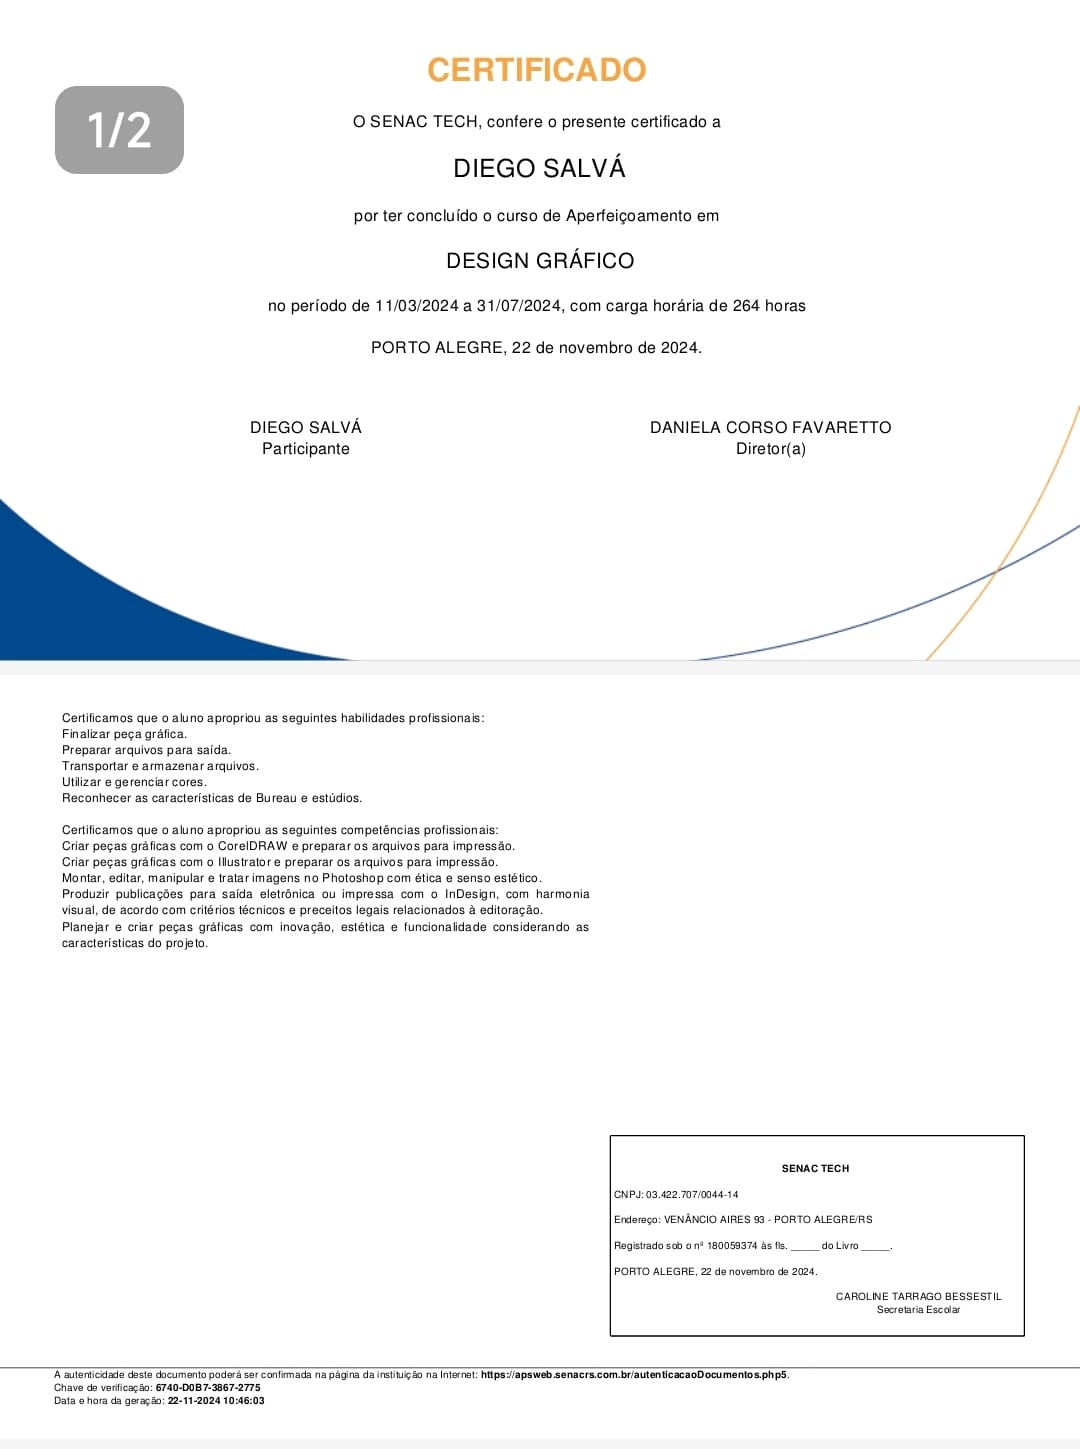 CERTIFICADO
1/2
O SENAC TECH, confere o presente certificado a
DIEGO SALVÁ
por ter concluído o curso de Aperfeiçoamento em
DESIGN GRÁFICO
no período de 11/03/2024 a 31/07/2024, com carga horária de 264 horas
PORTO ALEGRE, 22 de novembro de 2024.
DIEGO SALVÁ
Participante
DANIELA CORSO FAVARETTO
Diretor(a)
Certificamos que o aluno apropriou as seguintes habilidades profissionais:
Finalizar peça gráfica.
Preparar arquivos para saída.
Transportar e armazenar arquivos.
Utilizar e gerenciar cores.
Reconhecer as características de Bureau e estúdios.
Certificamos que o aluno apropriou as seguintes competências profissionais:
Criar peças gráficas com o CorelDRAW e preparar os arquivos para impressão.
Criar peças gráficas com o Illustrator e preparar os arquivos para impressão.
Montar, editar, manipular e tratar imagens no Photoshop com ética e senso estético.
Produzir publicações para saída eletrônica ou impressa com o InDesign, com harmonia
visual, de acordo com critérios técnicos e preceitos legais relacionados à editoração.
Planejar e criar peças gráficas com inovação, estética e funcionalidade considerando as
características do projeto.
SENAC TECH
CNPJ: 03.422.707/0044-14
Endereço: VENÂNCIO AIRES 93 - PORTO ALEGRE/RS
Registrado sob o nº 180059374 às fls. _____ do Livro _____.
PORTO ALEGRE, 22 de novembro de 2024.
CAROLINE TARRAGO BESSESTIL
Secretaria Escolar
A autenticidade deste documento poderá ser confirmada na página da instituição na Internet: https://apsweb.senacrs.com.br/autenticacaoDocumentos.php5.
Chave de verificação: 6740-D0B7-3867-2775
Data e hora da geração: 22-11-2024 10:46:03